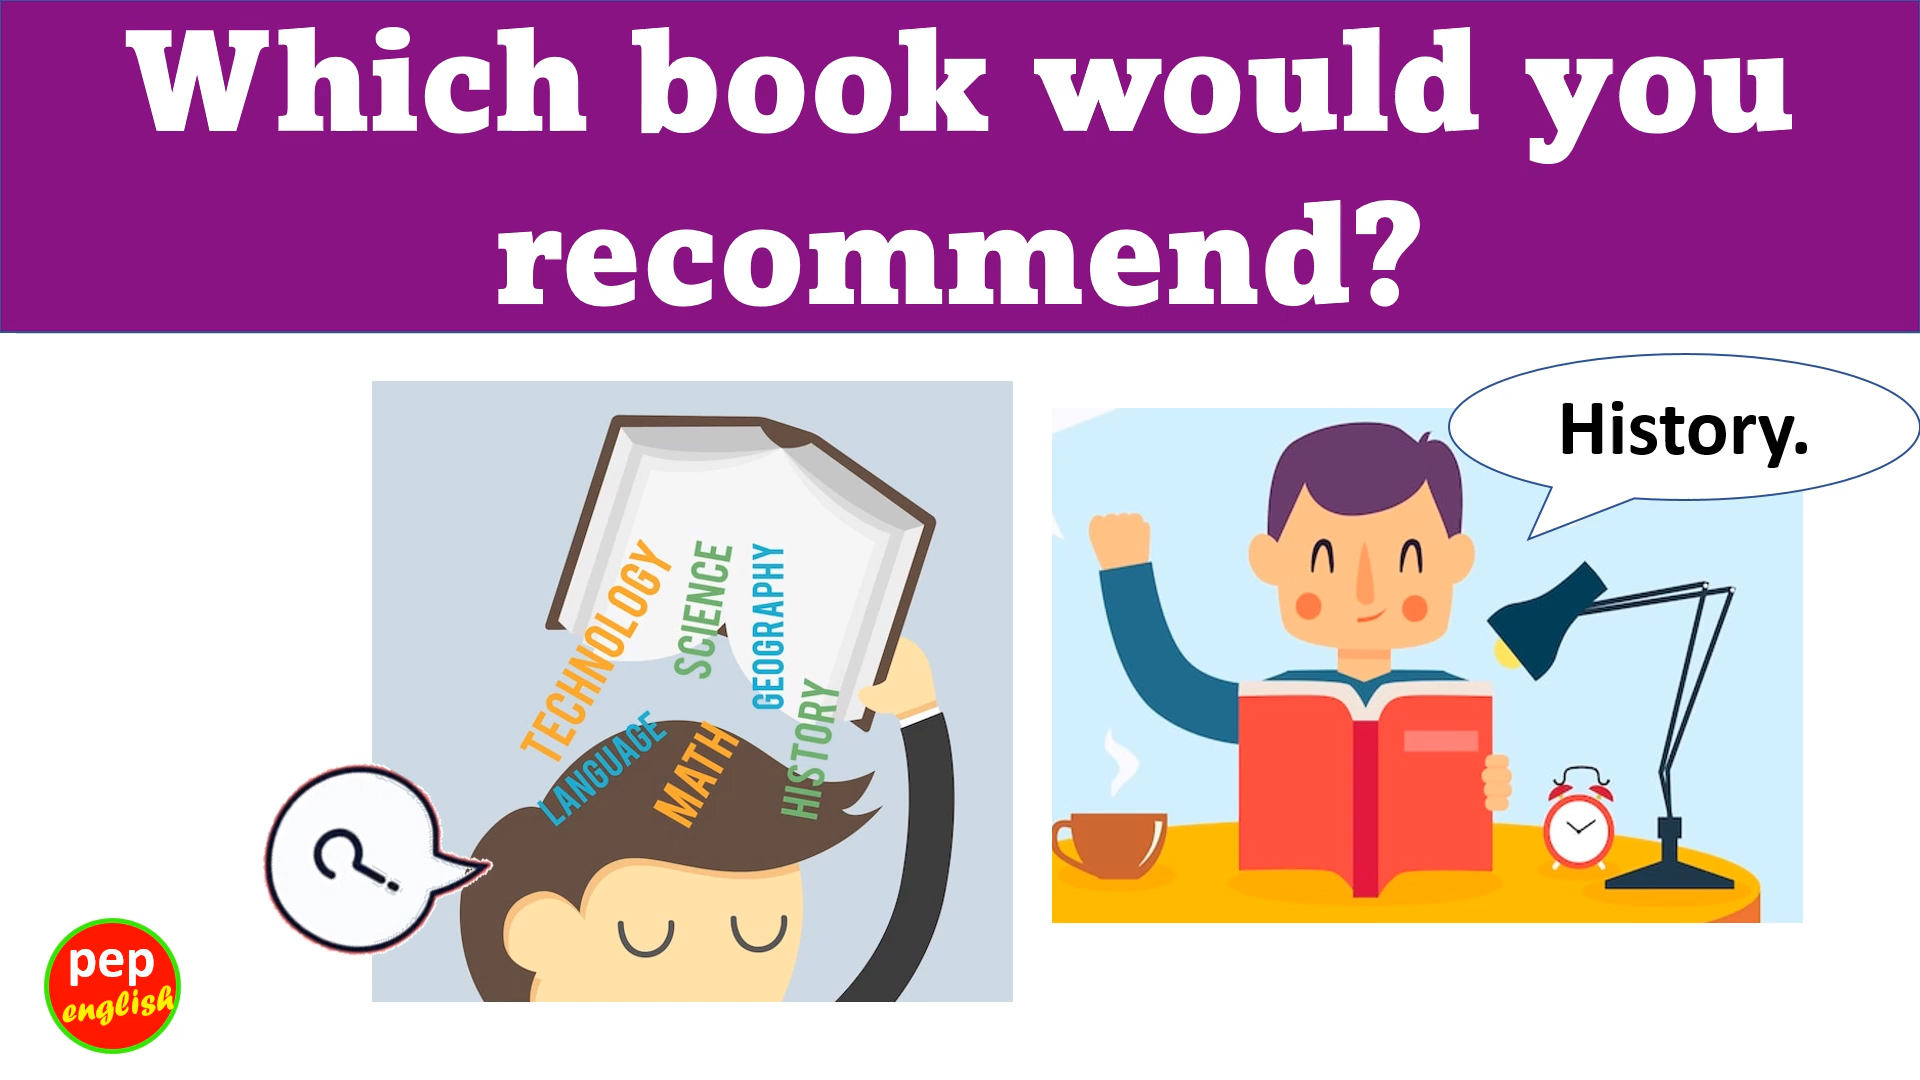 Which book would you
recommend?
History.
TECHNOLOGY
SCIENCE
GEOGRAPHY
LANGUAGE
MATH
HISTORY
?
pep
english